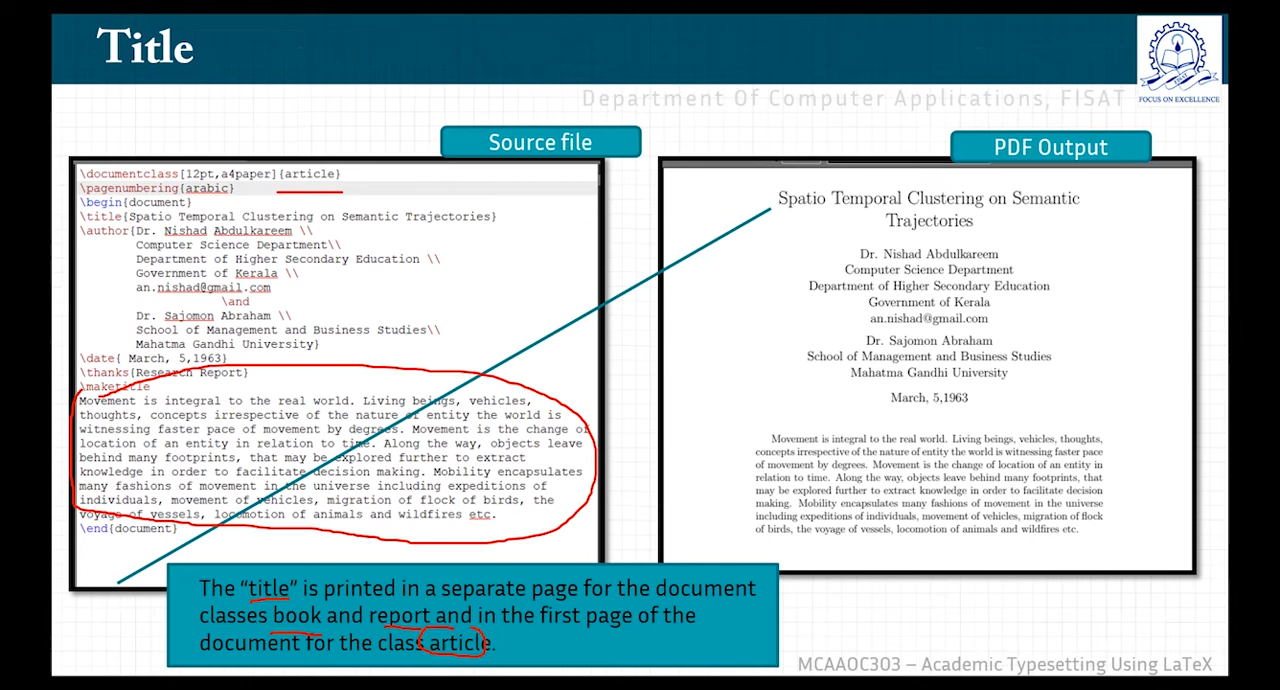 Title
FISAT
FOCUS ON EXCELLENCE
Department Of Computer Applications, FISAT
Source file
PDF Output
\documentclass[12pt,a4paper]{article}
\pagenumbering{arabic}
\begin{document}
\title{Spatio Temporal Clustering on Semantic Trajectories}
\author{Dr. Nishad Abdulkareem \\
Computer Science Department\\
Department of Higher Secondary Education \\
Government of Kerala \\
an.nishad@gmail.com
\and
Dr. Sajomon Abraham \\
School of Management and Business Studies\\
Mahatma Gandhi University}
\date{ March, 5,1963}
\thanks{Research Report}
\maketitle
Movement is integral to the real world. Living beings, vehicles,
thoughts, concepts irrespective of the nature of entity the world is
witnessing faster pace of movement by degrees. Movement is the change of
location of an entity in relation to time. Along the way, objects leave
behind many footprints, that may be explored further to extract
knowledge in order to facilitate decision making. Mobility encapsulates
many fashions of movement in the universe including expeditions of
individuals, movement of vehicles, migration of flock of birds, the
voyage of vessels, locomotion of animals and wildfires etc.
\end{document}
Spatio Temporal Clustering on Semantic
Trajectories
Dr. Nishad Abdulkareem
Computer Science Department
Department of Higher Secondary Education
Government of Kerala
an.nishad@gmail.com
Dr. Sajomon Abraham
School of Management and Business Studies
Mahatma Gandhi University
March, 5,1963
Movement is integral to the real world. Living beings, vehicles, thoughts,
concepts irrespective of the nature of entity the world is witnessing faster pace
of movement by degrees. Movement is the change of location of an entity in
relation to time. Along the way, objects leave behind many footprints, that
may be explored further to extract knowledge in order to facilitate decision
making. Mobility encapsulates many fashions of movement in the universe
including expeditions of individuals, movement of vehicles, migration of flock
of birds, the voyage of vessels, locomotion of animals and wildfires etc.
The “title” is printed in a separate page for the document
classes book and report and in the first page of the
document for the class article.
MCAAOC303 – Academic Typesetting Using LaTeX